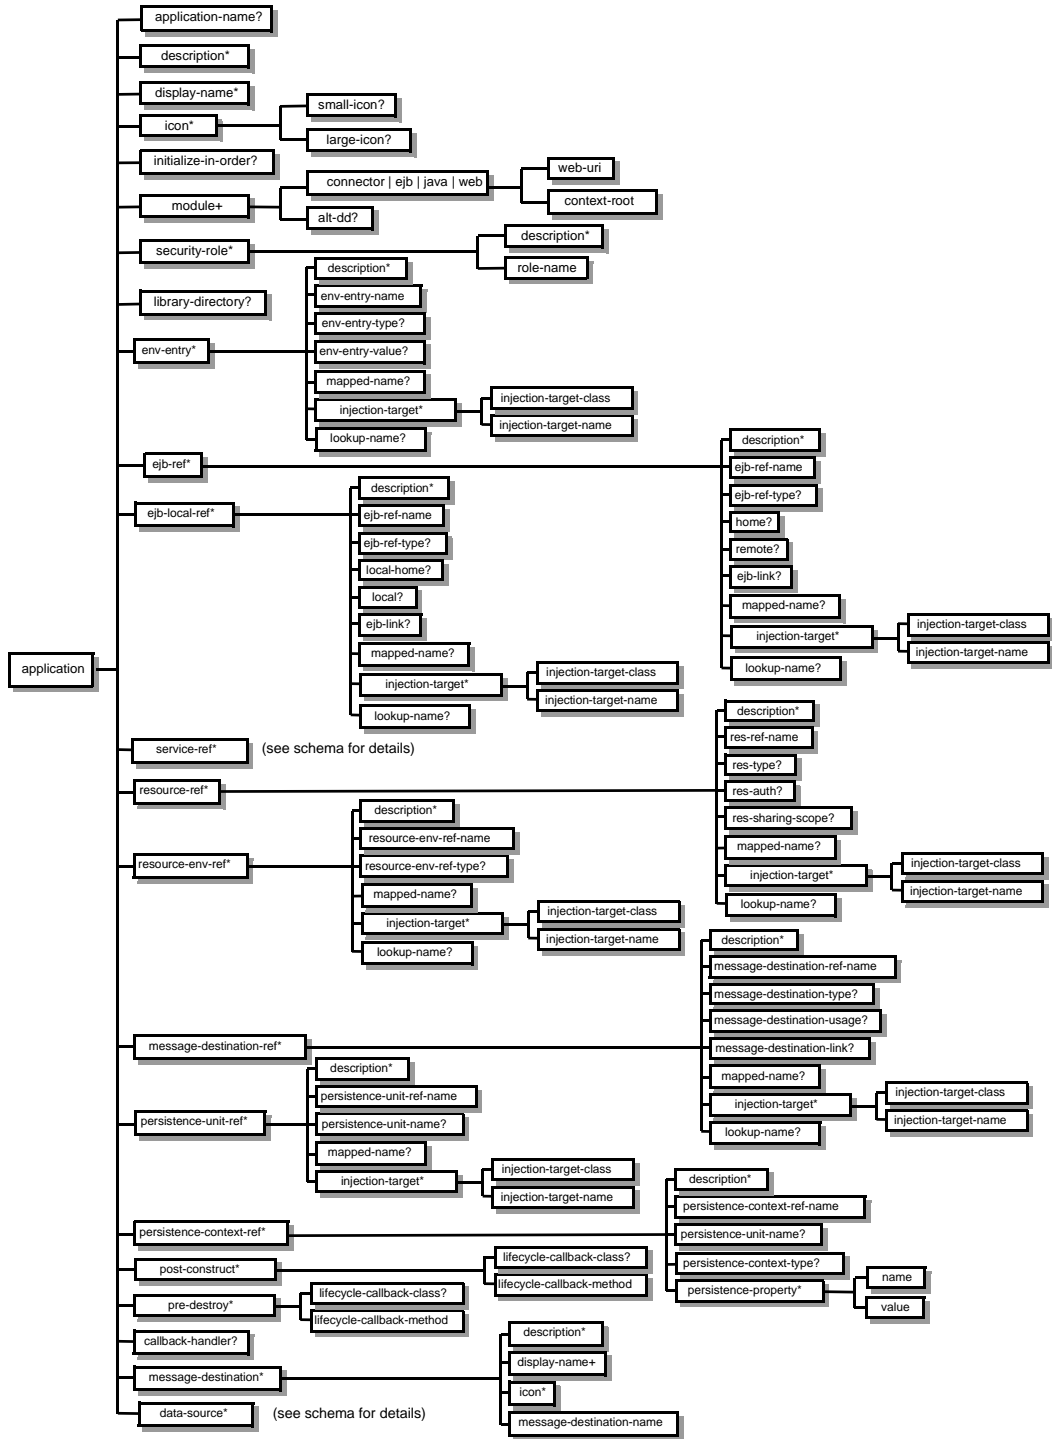 application
application-name?
description*
display-name*
icon*
small-icon?
large-icon?
initialize-in-order?
module+
connector | ejb | java | web
web-uri
context-root
alt-dd?
security-role*
description*
role-name
library-directory?
env-entry*
description*
env-entry-name
env-entry-type?
env-entry-value?
mapped-name?
injection-target*
injection-target-class
injection-target-name
lookup-name?
ejb-ref*
description*
ejb-ref-name
ejb-ref-type?
home?
remote?
ejb-link?
mapped-name?
injection-target*
injection-target-class
injection-target-name
lookup-name?
ejb-local-ref*
description*
ejb-ref-name
ejb-ref-type?
local-home?
local?
ejb-link?
mapped-name?
injection-target*
injection-target-class
injection-target-name
lookup-name?
service-ref*
(see schema for details)
resource-ref*
description*
res-ref-name
res-type?
res-auth?
res-sharing-scope?
mapped-name?
injection-target*
injection-target-class
injection-target-name
lookup-name?
resource-env-ref*
description*
resource-env-ref-name
resource-env-ref-type?
mapped-name?
injection-target*
injection-target-class
injection-target-name
lookup-name?
message-destination-ref*
description*
message-destination-ref-name
message-destination-type?
message-destination-usage?
message-destination-link?
mapped-name?
injection-target*
injection-target-class
injection-target-name
lookup-name?
persistence-unit-ref*
description*
persistence-unit-ref-name
persistence-unit-name?
mapped-name?
injection-target*
injection-target-class
injection-target-name
persistence-context-ref*
description*
persistence-context-ref-name
persistence-unit-name?
persistence-context-type?
persistence-property*
name
value
post-construct*
lifecycle-callback-class?
lifecycle-callback-method
pre-destroy*
lifecycle-callback-class?
lifecycle-callback-method
callback-handler?
message-destination*
description*
display-name+
icon*
message-destination-name
data-source*
(see schema for details)